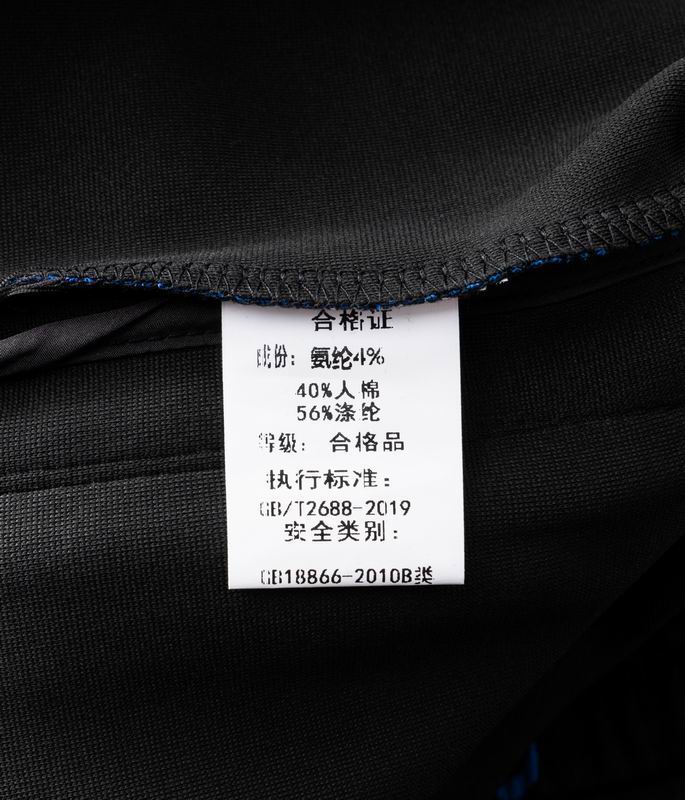 合格证
成份：氨纶4%
40%人棉
56%涤纶
等级：合格品
执行标准：
GB/T2688-2019
安全类别：
GB18866-2010B类